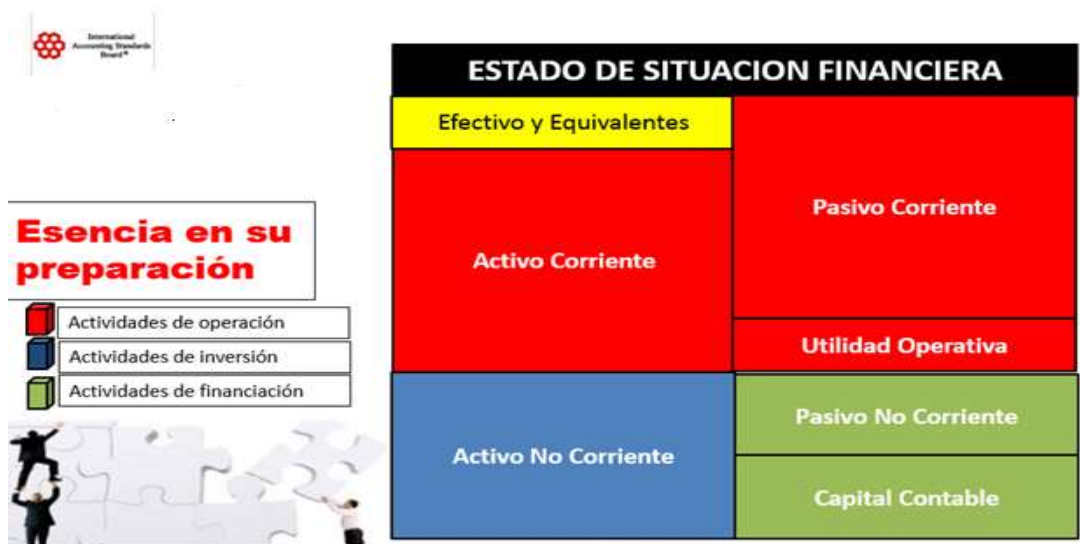 International
Accounting Standards
Board®
ESTADO DE SITUACION FINANCIERA
Efectivo y Equivalentes
Activo Corriente
Pasivo Corriente
Utilidad Operativa
Activo No Corriente
Pasivo No Corriente
Capital Contable
Esencia en su
preparación
Actividades de operación
Actividades de inversión
Actividades de financiación